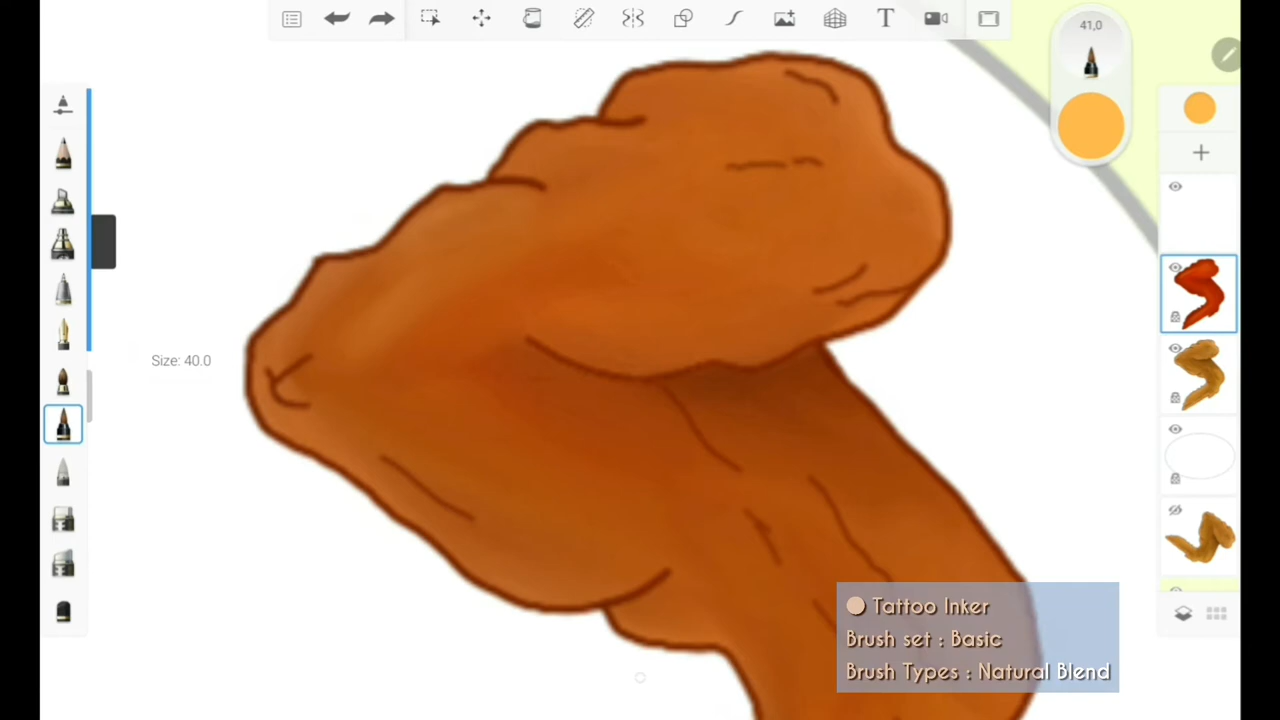 T
41,0
Size: 40.0
Tattoo Inker
Brush set : Basic
Brush Types : Natural Blend